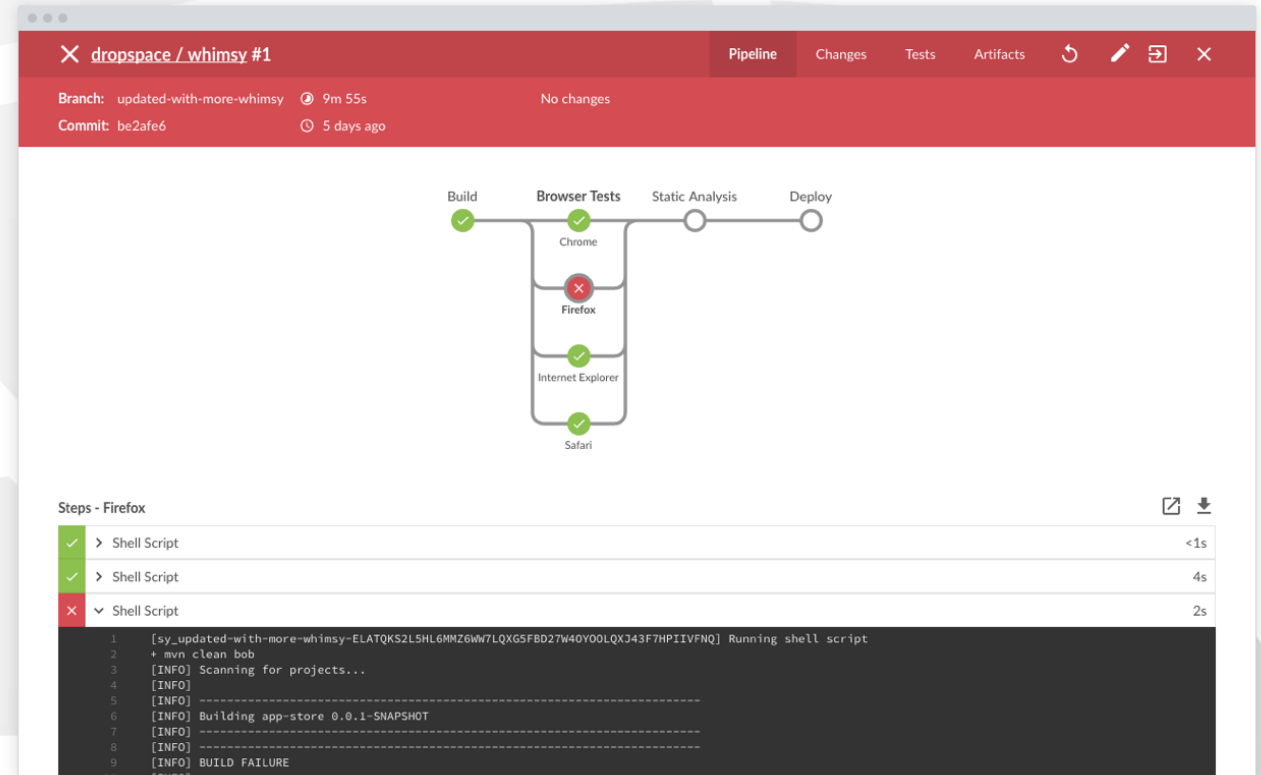 dropspace / whimsy #1
Pipeline Changes Tests Artifacts
Branch: updated-with-more-whimsy 9m 55s No changes
Commit: be2afe6 5 days ago
Build Browser Tests Static Analysis Deploy
Chrome
Firefox
Internet Explorer
Safari
Steps - Firefox
Shell Script <1s
Shell Script 4s
Shell Script 2s
1 [sy_updated-with-more-whimsy-ELATQKS2L5HL6MMZ6WW7LQXG5FBD27W4OYOOLQXJ43F7HPIIVFNQ] Running shell script
2 + mvn clean bob
3 [INFO] Scanning for projects...
4 [INFO]
5 [INFO] ------------------------------------------------------------------------
6 [INFO] Building app-store 0.0.1-SNAPSHOT
7 [INFO] ------------------------------------------------------------------------
8 [INFO] ------------------------------------------------------------------------
9 [INFO] BUILD FAILURE